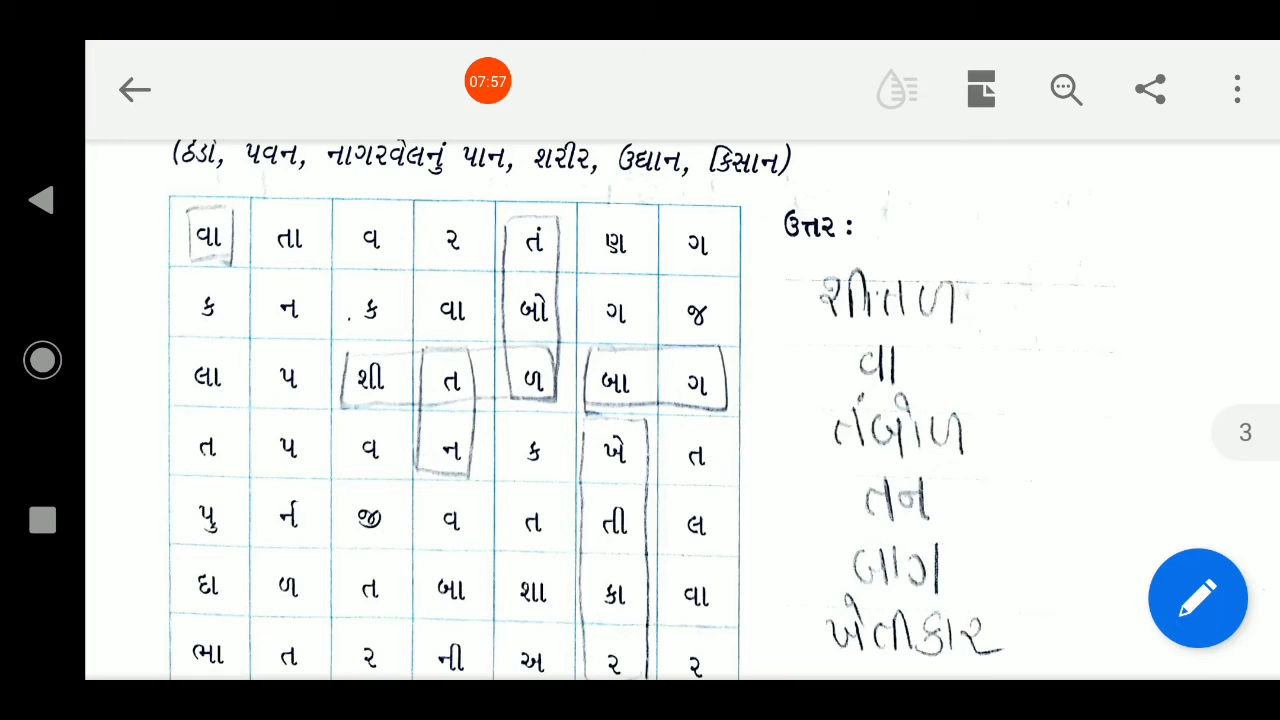 07:57
(ઠંડો, પવન, નાગરવેલનું પાન, શરીર, ઉદ્યાન, કિસાન)
વા તા વ ર તં ણ ગ
ક ન ક વા બો ગ જ
લા પ શી ત ળ બા ગ
ત પ વ ન ક ખે ત
પુ ર્ન જી વ ત તી લ
દા ળ ત બા શા કા વા
ભા ત ર ની અ ર ર
ઉત્તર :
શીતળ
વા
તંબોળ
તન
બાગ
ખેતીકાર
3